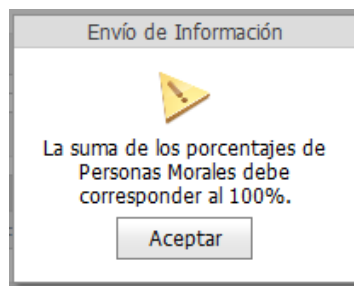 Envío de Información
La suma de los porcentajes de
Personas Morales debe
corresponder al 100%.
Aceptar